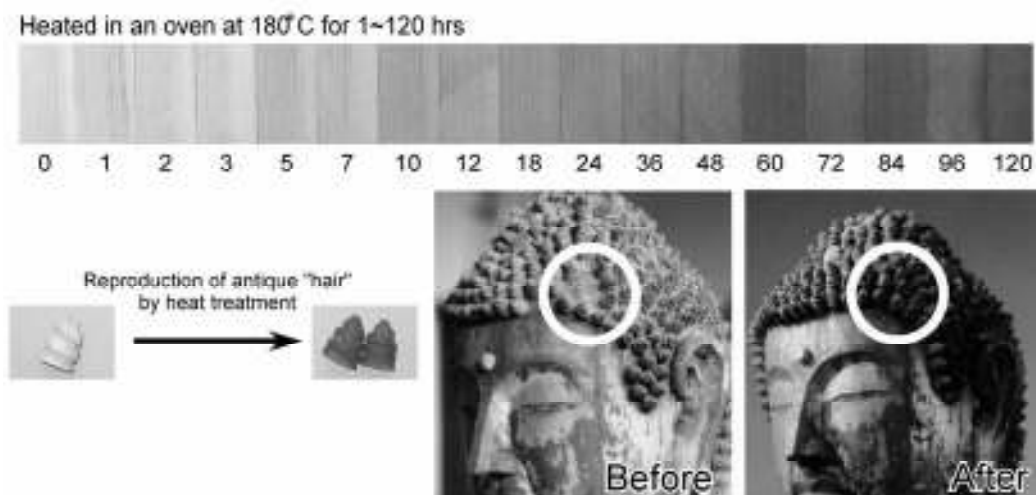 Heated in an oven at 180°C for 1~120 hrs
0 1 2 3 5 7 10 12 18 24 36 48 60 72 84 96 120
Reproduction of antique "hair"
by heat treatment
Before
After